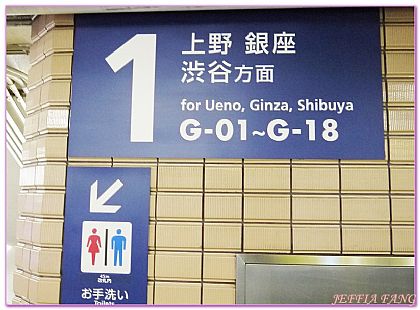 1
上野 銀座
渋谷方面
for Ueno, Ginza, Shibuya
G-01~G-18
お手洗い
Toilets
JEFFIA FANG